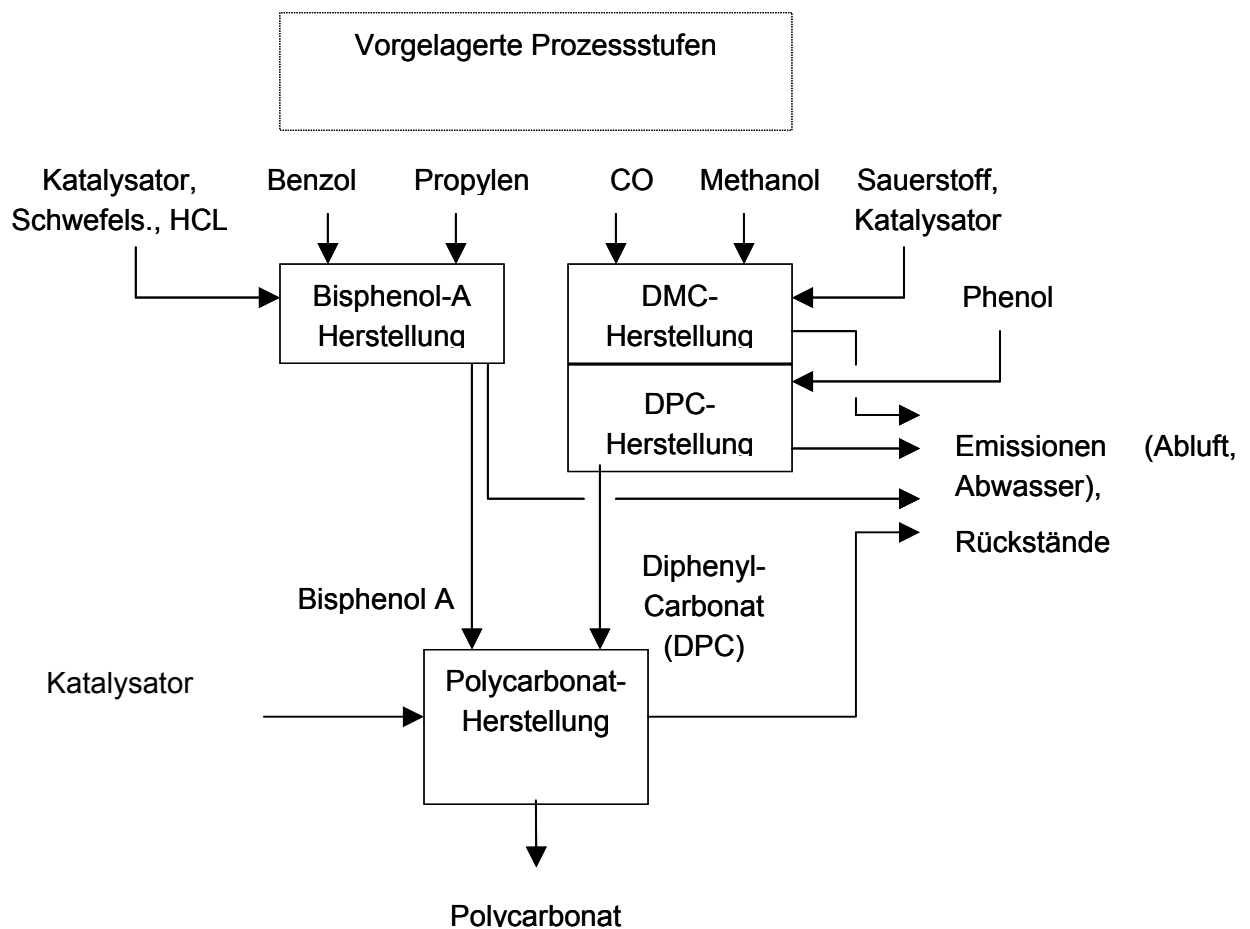 Vorgelagerte Prozessstufen
Katalysator,
Schwefels., HCL
Benzol
Propylen
CO
Methanol
Sauerstoff,
Katalysator
Bisphenol-A
Herstellung
DMC-
Herstellung
Phenol
DPC-
Herstellung
Emissionen (Abluft,
Abwasser),
Rückstände
Bisphenol A
Diphenyl-
Carbonat
(DPC)
Katalysator
Polycarbonat-
Herstellung
Polycarbonat